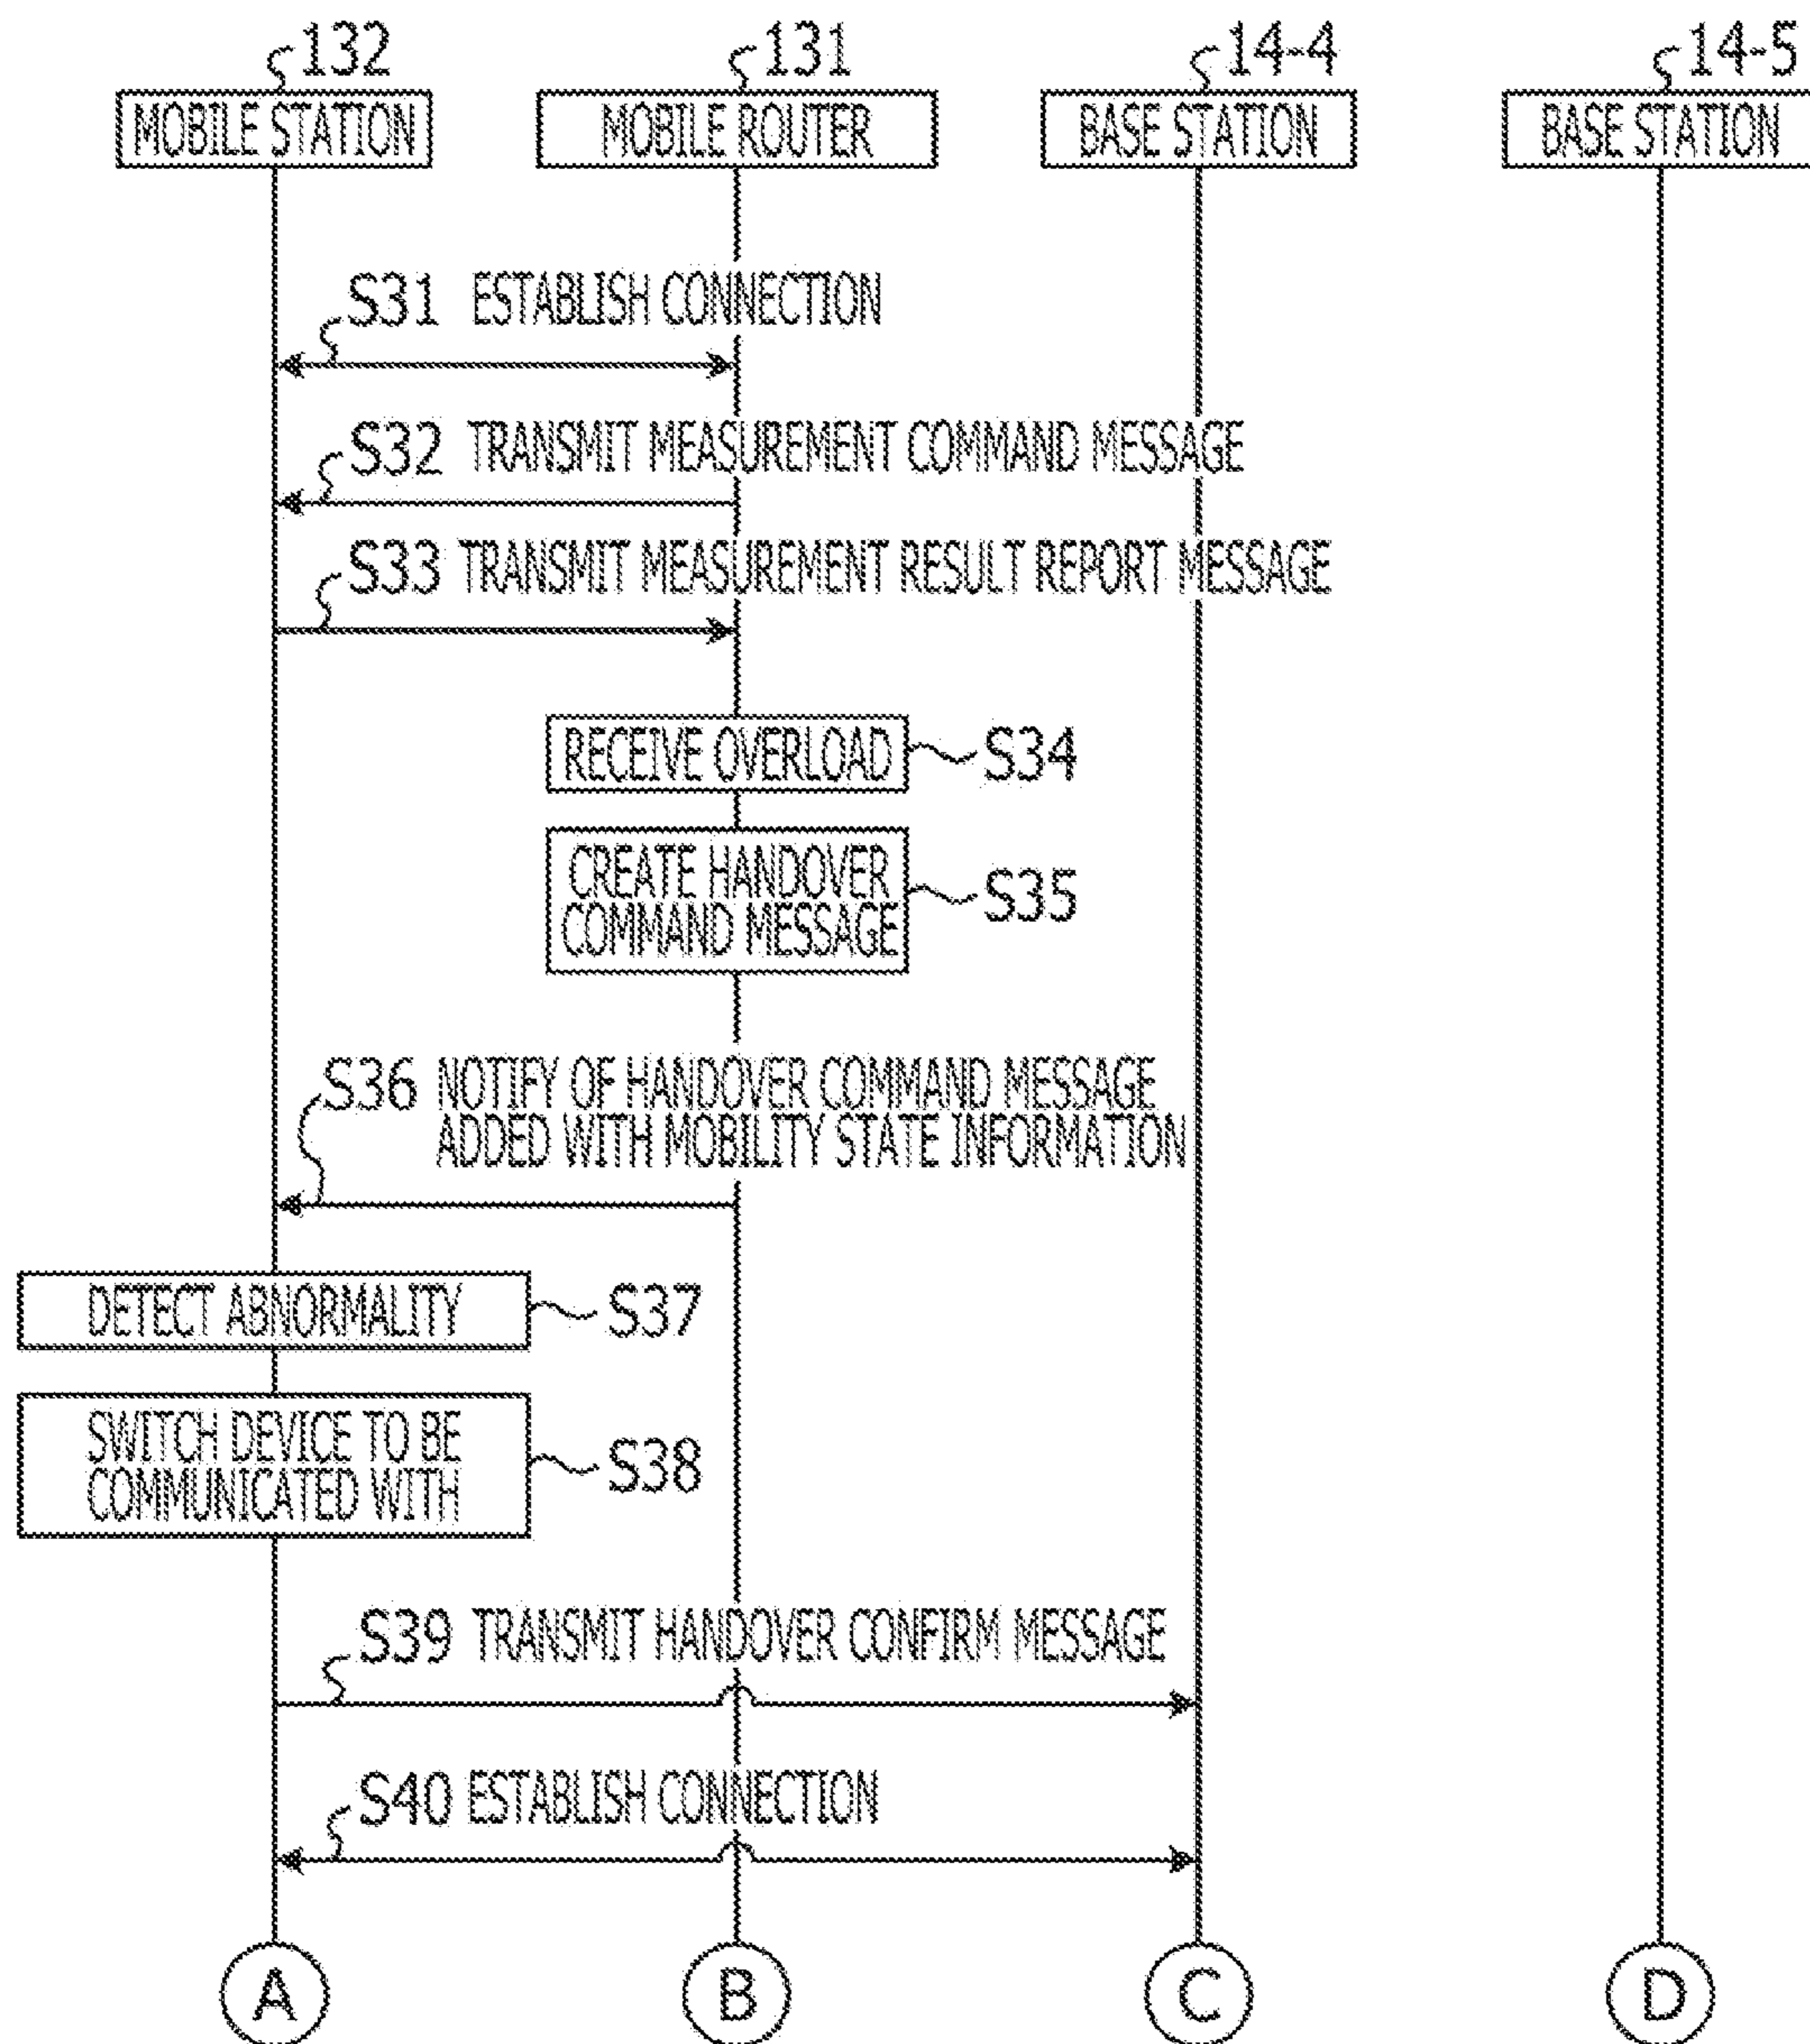 132
131
14-4
14-5
MOBILE STATION
MOBILE ROUTER
BASE STATION
BASE STATION
S31 ESTABLISH CONNECTION
S32 TRANSMIT MEASUREMENT COMMAND MESSAGE
S33 TRANSMIT MEASUREMENT RESULT REPORT MESSAGE
RECEIVE OVERLOAD
S34
CREATE HANDOVER
COMMAND MESSAGE
S35
S36 NOTIFY OF HANDOVER COMMAND MESSAGE
ADDED WITH MOBILITY STATE INFORMATION
DETECT ABNORMALITY
S37
SWITCH DEVICE TO BE
COMMUNICATED WITH
S38
S39 TRANSMIT HANDOVER CONFIRM MESSAGE
S40 ESTABLISH CONNECTION
A
B
C
D